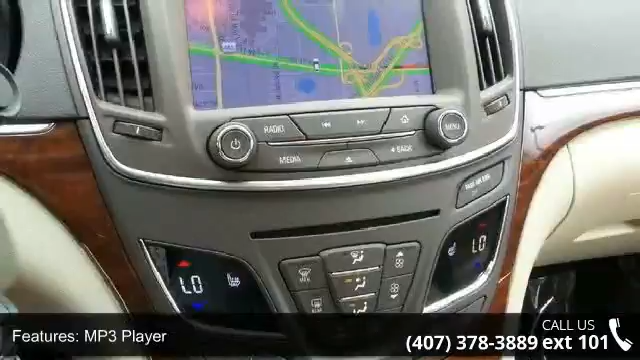 RADIO
MENU
MEDIA
BACK
LO
LO
CALL US
Features: MP3 Player
(407) 378-3889 ext 101